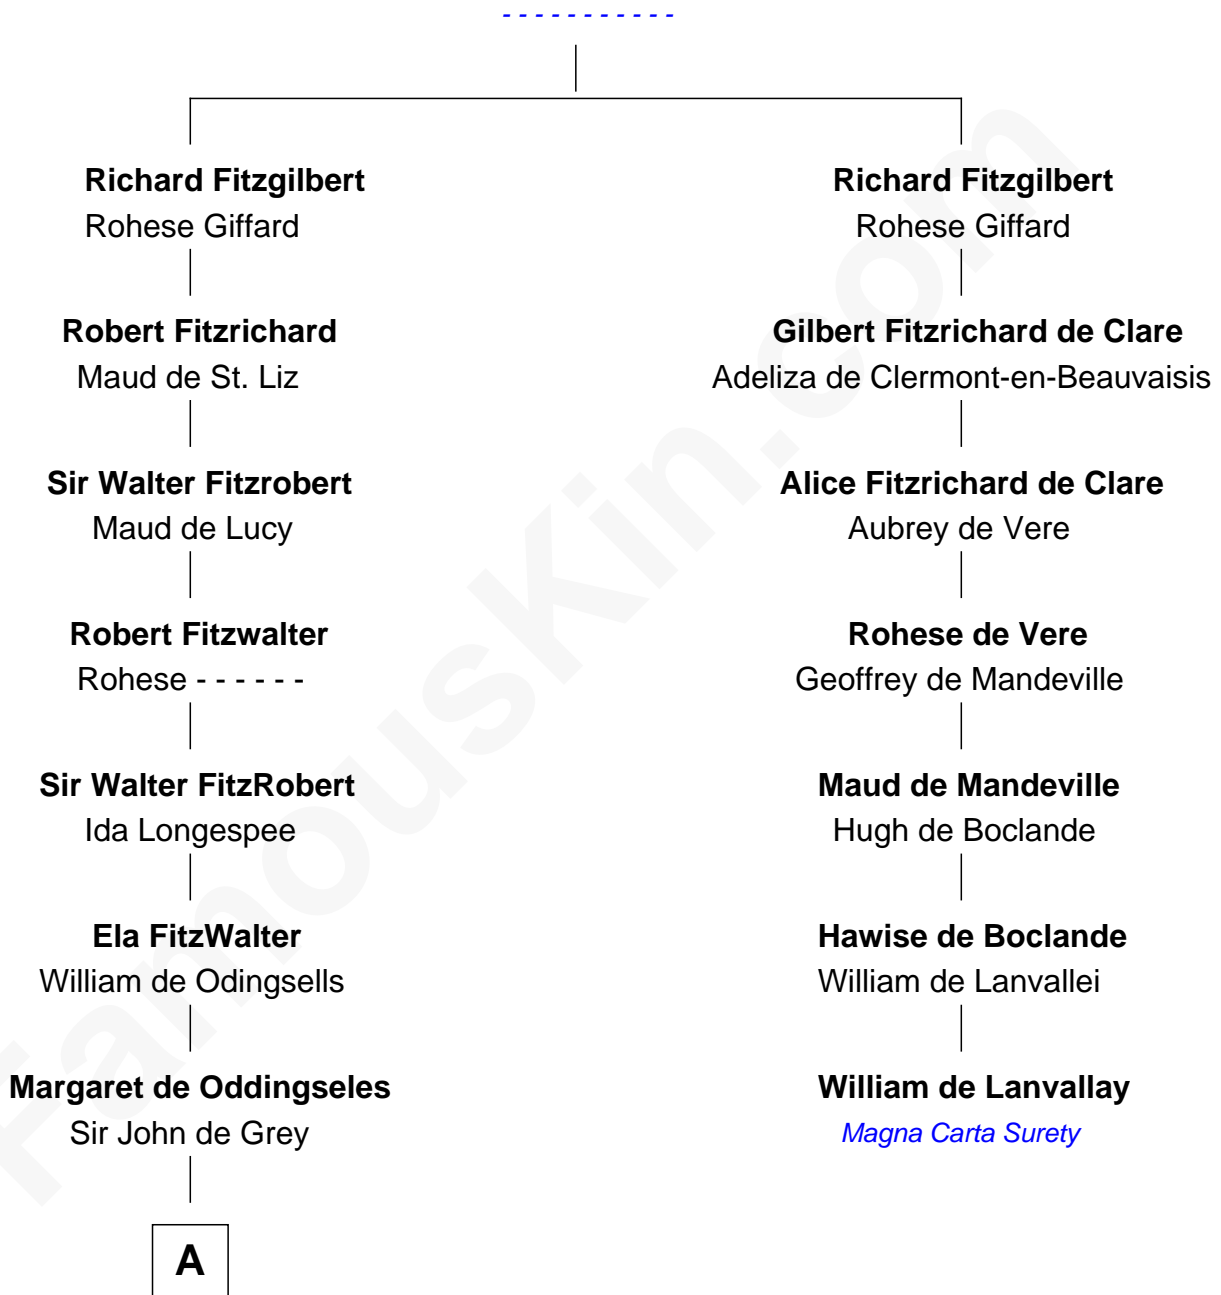 - - - - - - - - - - -
Richard Fitzgilbert
Rohese Giffard
Richard Fitzgilbert
Rohese Giffard
Robert Fitzrichard
Maud de St. Liz
Gilbert Fitzrichard de Clare
Adeliza de Clermont-en-Beauvaisis
Sir Walter Fitzrobert
Maud de Lucy
Alice Fitzrichard de Clare
Aubrey de Vere
Robert Fitzwalter
Rohese - - - - - -
Rohese de Vere
Geoffrey de Mandeville
Sir Walter FitzRobert
Ida Longespee
Maud de Mandeville
Hugh de Boclande
Ela FitzWalter
William de Odingsells
Hawise de Boclande
William de Lanvallei
Margaret de Oddingseles
Sir John de Grey
William de Lanvallay
Magna Carta Surety
A
FamousKin.com